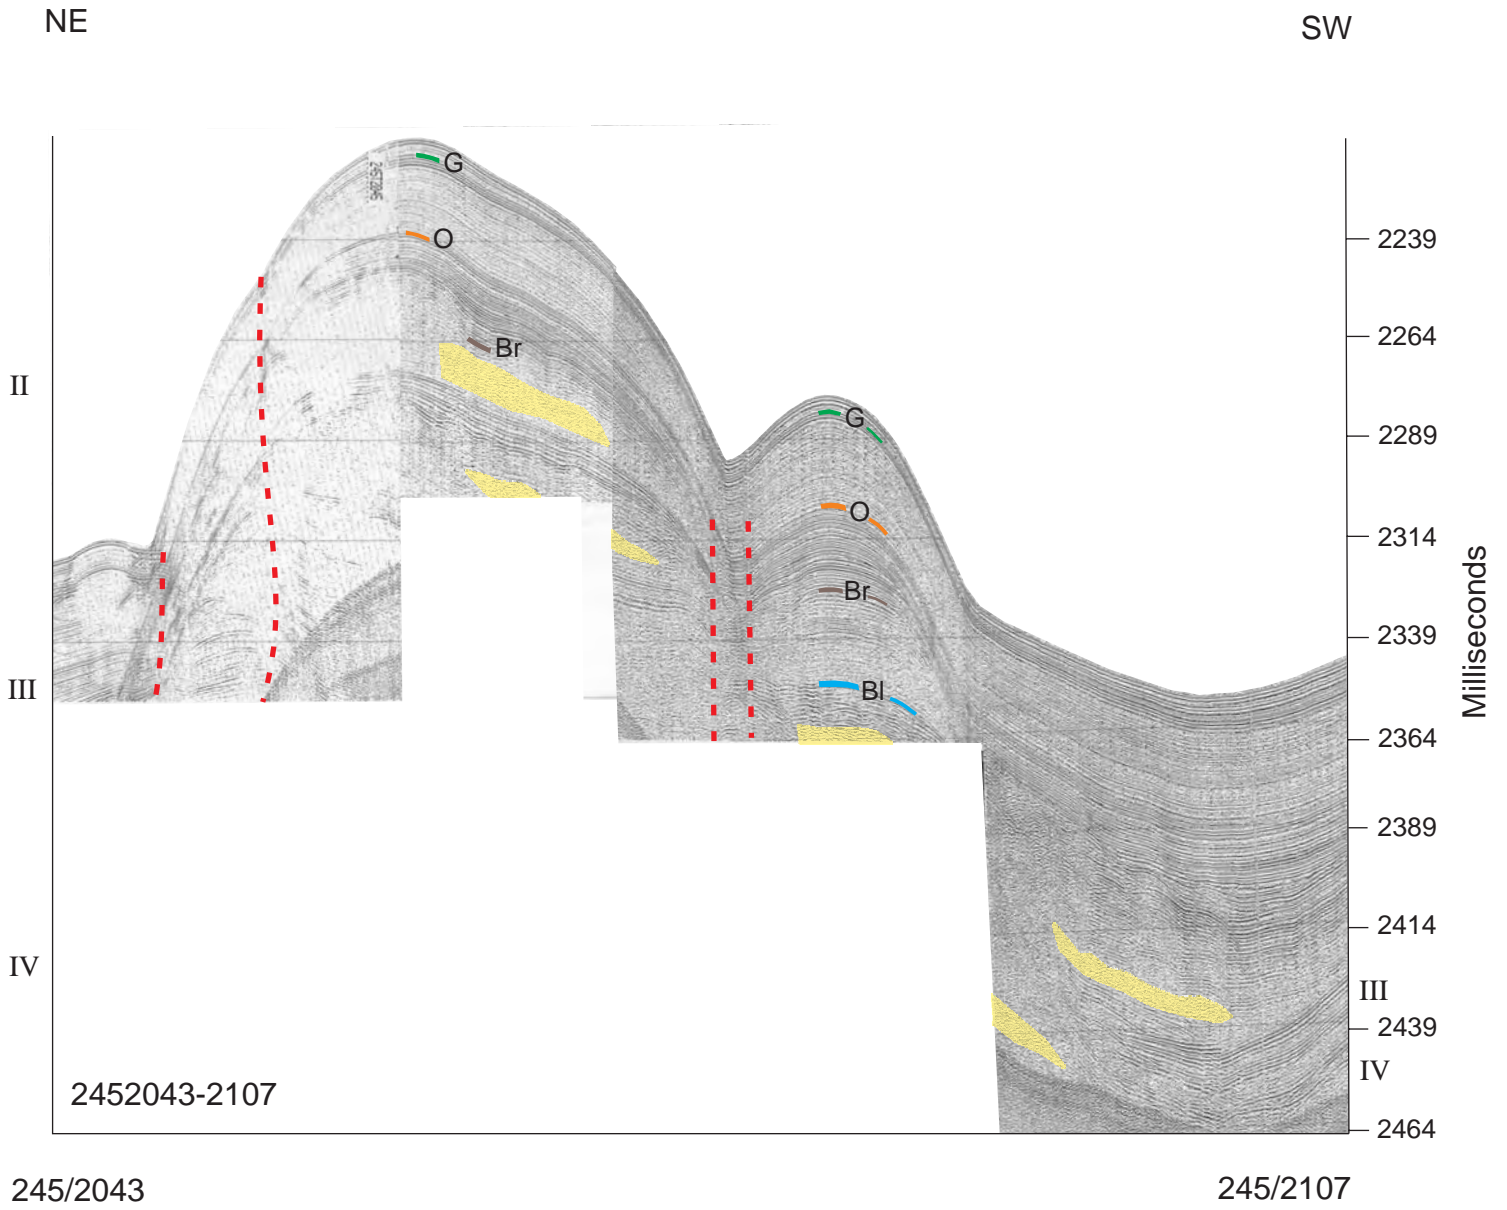 NE
SW
G
O
Br
G
O
Br
Bl
2239
2264
2289
2314
2339
2364
2389
2414
2439
2464
Milliseconds
II
III
IV
III
IV
2452043-2107
245/2043
245/2107